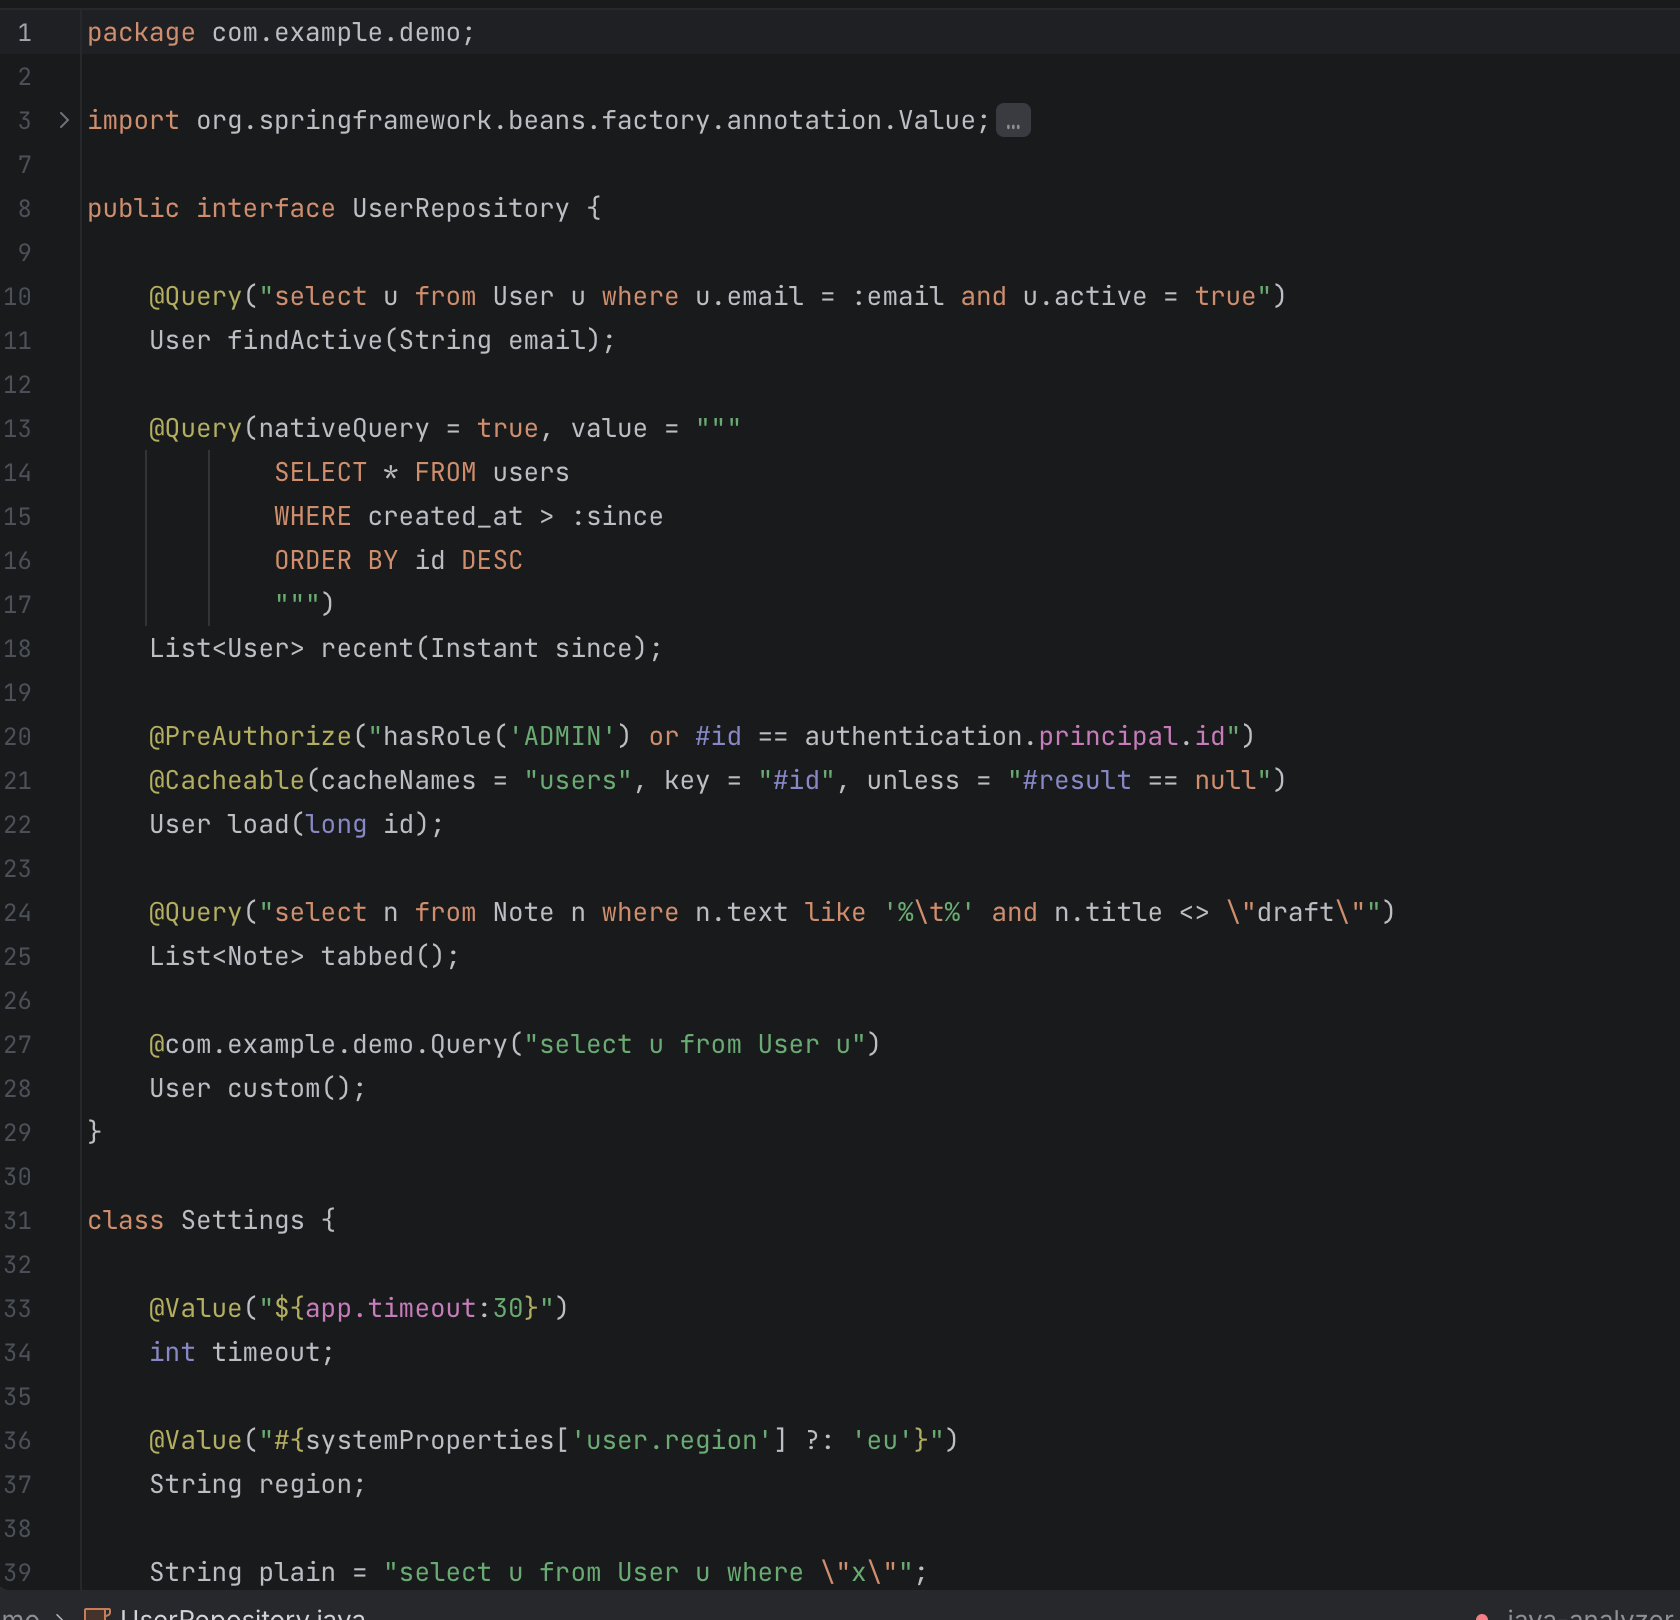 1 package com.example.demo;
2
3 import org.springframework.beans.factory.annotation.Value;…
7
8 public interface UserRepository {
9
10     @Query("select u from User u where u.email = :email and u.active = true")
11     User findActive(String email);
12
13     @Query(nativeQuery = true, value = """
14             SELECT * FROM users
15             WHERE created_at > :since
16             ORDER BY id DESC
17             """)
18     List<User> recent(Instant since);
19
20     @PreAuthorize("hasRole('ADMIN') or #id == authentication.principal.id")
21     @Cacheable(cacheNames = "users", key = "#id", unless = "#result == null")
22     User load(long id);
23
24     @Query("select n from Note n where n.text like '%\t%' and n.title <> \"draft\"")
25     List<Note> tabbed();
26
27     @com.example.demo.Query("select u from User u")
28     User custom();
29 }
30
31 class Settings {
32
33     @Value("${app.timeout:30}")
34     int timeout;
35
36     @Value("#{systemProperties['user.region'] ?: 'eu'}")
37     String region;
38
39     String plain = "select u from User u where \"x\"";
mo > UserRepository.java java-analyzer